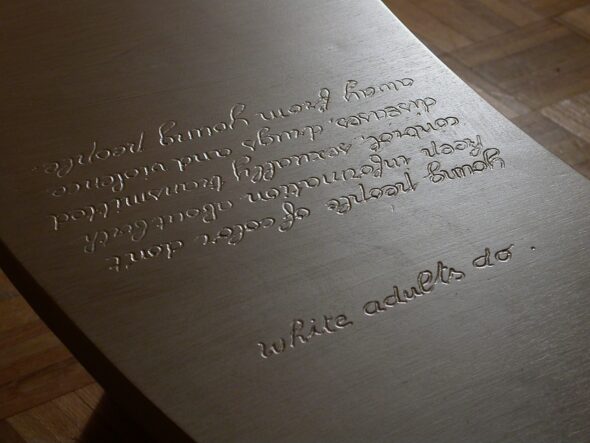 young people of color don't
keep information about birth
control, sexually transmitted
diseases, drugs and violence
away from young people.
white adults do.